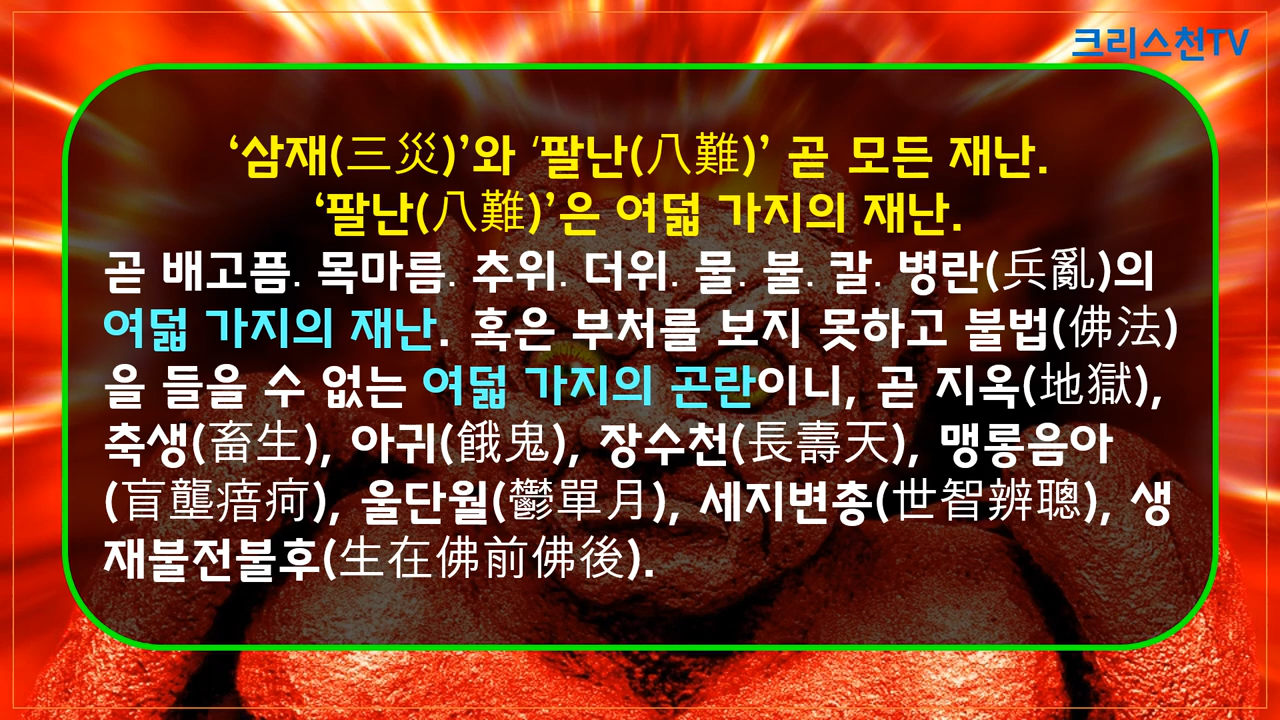 크리스천TV
‘삼재(三災)’와 ‘팔난(八難)’ 곧 모든 재난.
‘팔난(八難)’은 여덟 가지의 재난.
곧 배고픔. 목마름. 추위. 더위. 물. 불. 칼. 병란(兵亂)의
여덟 가지의 재난. 혹은 부처를 보지 못하고 불법(佛法)
을 들을 수 없는 여덟 가지의 곤란이니, 곧 지옥(地獄),
축생(畜生), 아귀(餓鬼), 장수천(長壽天), 맹롱음아
(盲聾瘖疴), 울단월(鬱單月), 세지변총(世智辨聰), 생
재불전불후(生在佛前佛後).